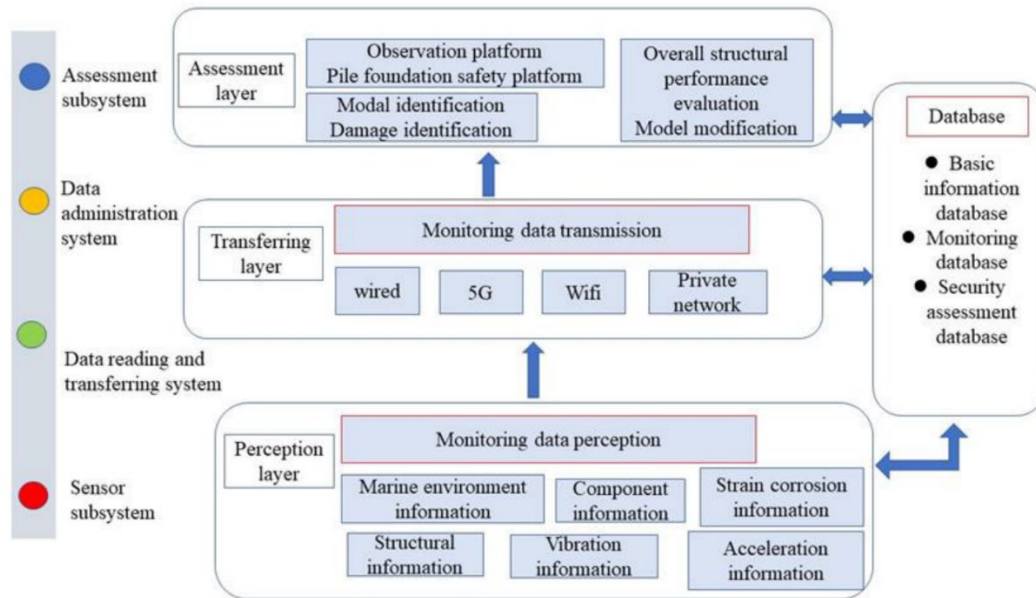 Assessment
subsystem
Data
administration
system
Data reading and
transferring system
Sensor
subsystem
Assessment
layer
Observation platform
Pile foundation safety platform
Modal identification
Damage identification
Overall structural
performance
evaluation
Model modification
Transferring
layer
Monitoring data transmission
wired
5G
Wifi
Private
network
Perception
layer
Monitoring data perception
Marine environment
information
Component
information
Strain corrosion
information
Structural
information
Vibration
information
Acceleration
information
Database
● Basic
information
database
● Monitoring
database
● Security
assessment
database